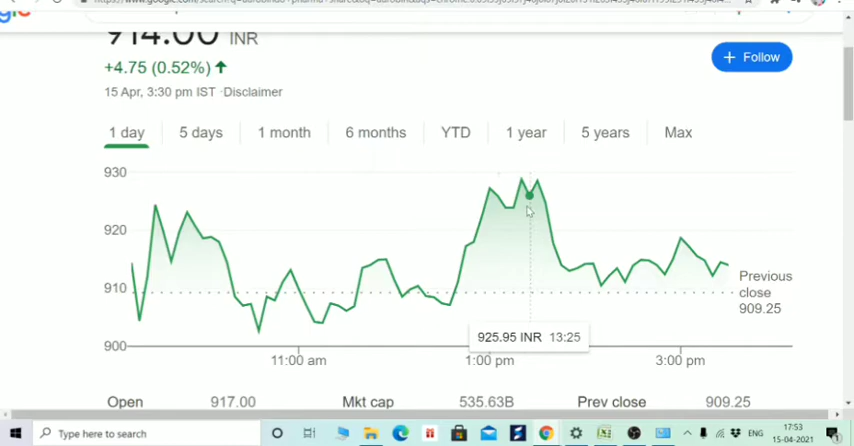 914.00 INR
+4.75 (0.52%) ↑
+ Follow
15 Apr, 3:30 pm IST · Disclaimer
1 day 5 days 1 month 6 months YTD 1 year 5 years Max
930
920
910
900
Previous
close
909.25
925.95 INR 13:25
11:00 am 1:00 pm 3:00 pm
Open 917.00 Mkt cap 535.63B Prev close 909.25
Type here to search
ENG
17:53
15-04-2021